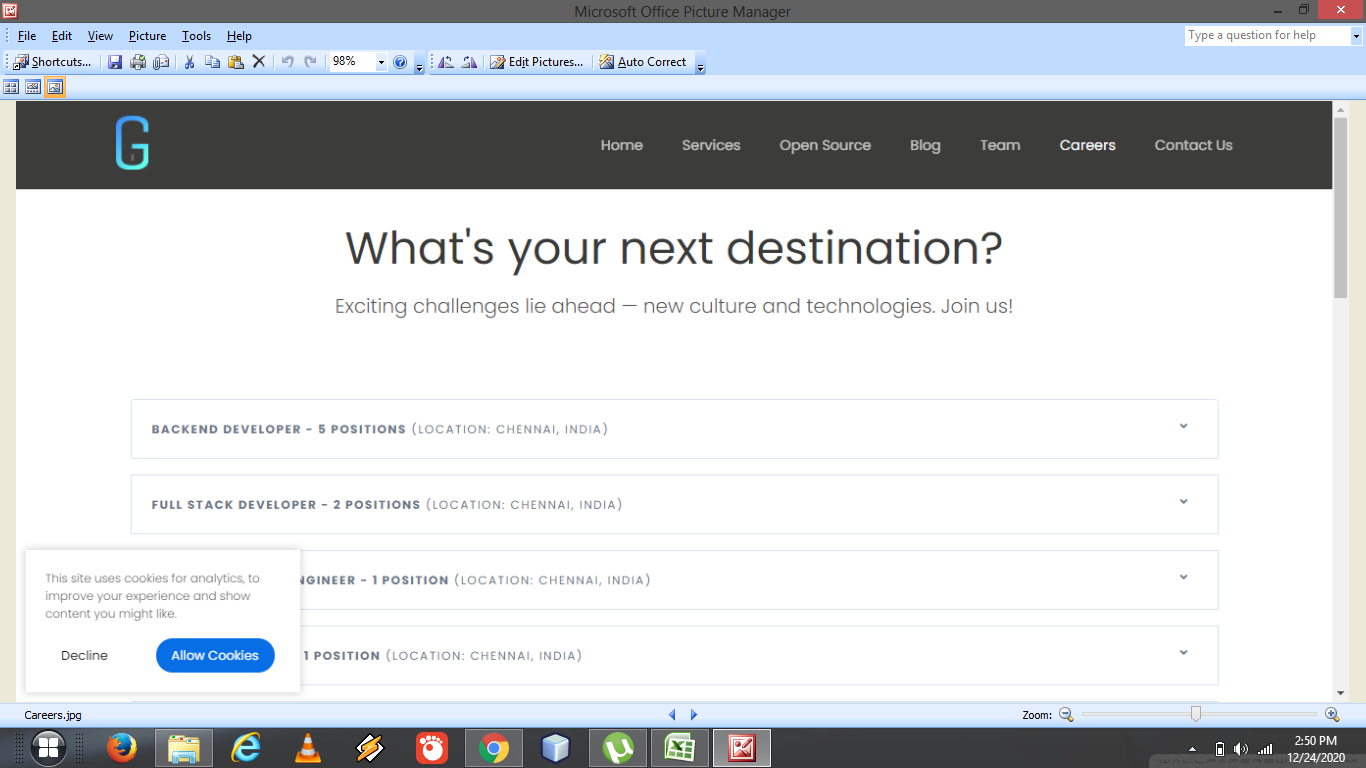 Microsoft Office Picture Manager
File Edit View Picture Tools Help
Type a question for help
Shortcuts... 98% Edit Pictures... Auto Correct
G
Home Services Open Source Blog Team Careers Contact Us
What's your next destination?
Exciting challenges lie ahead — new culture and technologies. Join us!
BACKEND DEVELOPER - 5 POSITIONS (LOCATION: CHENNAI, INDIA)
FULL STACK DEVELOPER - 2 POSITIONS (LOCATION: CHENNAI, INDIA)
NGINEER - 1 POSITION (LOCATION: CHENNAI, INDIA)
1 POSITION (LOCATION: CHENNAI, INDIA)
This site uses cookies for analytics, to
improve your experience and show
content you might like.
Decline Allow Cookies
Careers.jpg
Zoom:
2:50 PM
12/24/2020